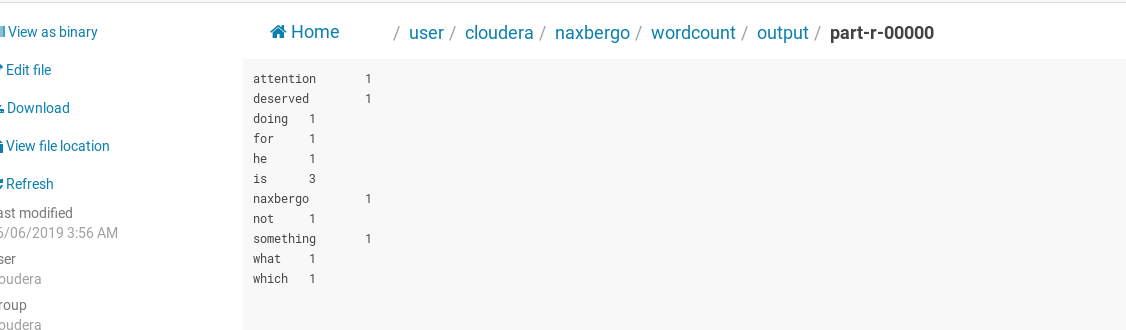 View as binary
Edit file
Download
View file location
Refresh
ast modified
6/06/2019 3:56 AM
ser
loudera
roup
loudera
Home / user / cloudera / naxbergo / wordcount / output / part-r-00000
attention 1
deserved 1
doing 1
for 1
he 1
is 3
naxbergo 1
not 1
something 1
what 1
which 1